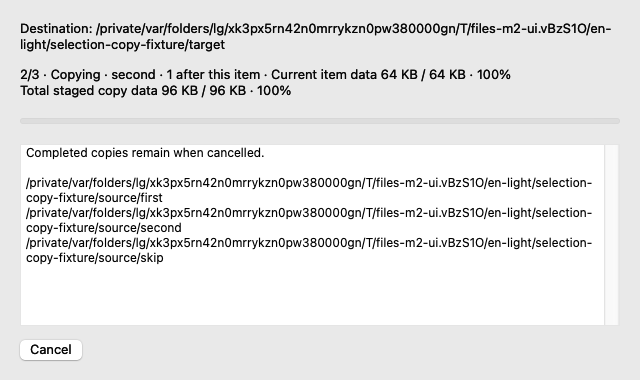 Destination: /private/var/folders/lg/xk3px5rn42n0mrrykzn0pw380000gn/T/files-m2-ui.vBzS1O/en-
light/selection-copy-fixture/target
2/3 · Copying · second · 1 after this item · Current item data 64 KB / 64 KB · 100%
Total staged copy data 96 KB / 96 KB · 100%
Completed copies remain when cancelled.
/private/var/folders/lg/xk3px5rn42n0mrrykzn0pw380000gn/T/files-m2-ui.vBzS1O/en-light/selection-
copy-fixture/source/first
/private/var/folders/lg/xk3px5rn42n0mrrykzn0pw380000gn/T/files-m2-ui.vBzS1O/en-light/selection-
copy-fixture/source/second
/private/var/folders/lg/xk3px5rn42n0mrrykzn0pw380000gn/T/files-m2-ui.vBzS1O/en-light/selection-
copy-fixture/source/skip
Cancel